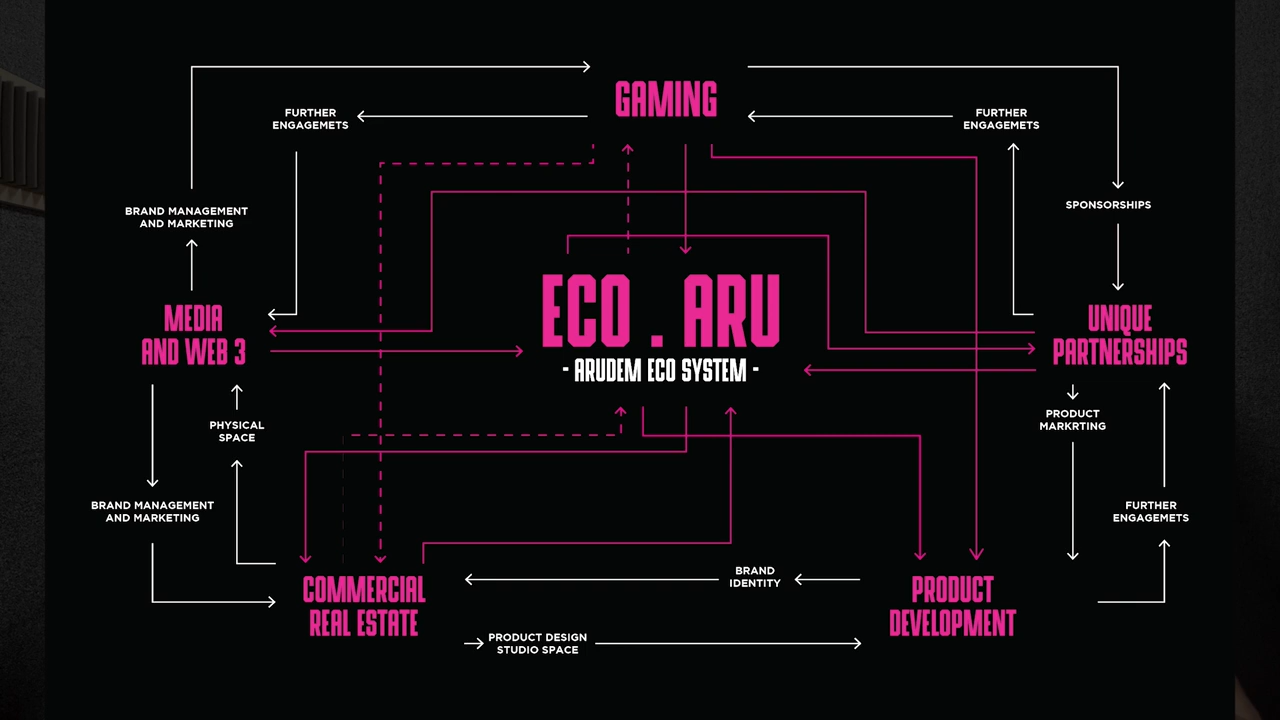 GAMING
FURTHER
ENGAGEMETS
FURTHER
ENGAGEMETS
BRAND MANAGEMENT
AND MARKETING
SPONSORSHIPS
ECO . ARU
- ARUDEM ECO SYSTEM -
MEDIA
AND WEB 3
UNIQUE
PARTNERSHIPS
PHYSICAL
SPACE
PRODUCT
MARKRTING
BRAND MANAGEMENT
AND MARKETING
FURTHER
ENGAGEMETS
BRAND
IDENTITY
COMMERCIAL
REAL ESTATE
PRODUCT
DEVELOPMENT
PRODUCT DESIGN
STUDIO SPACE